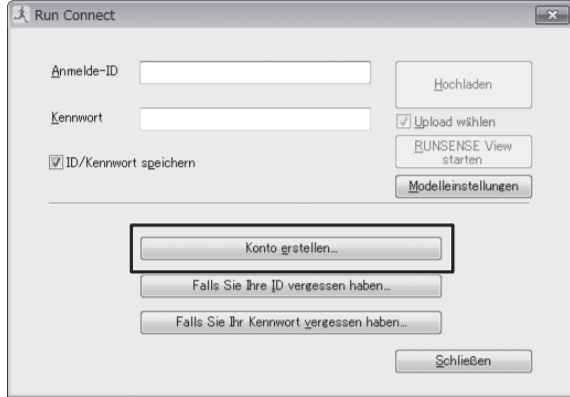 Run Connect
Anmelde-ID
Hochladen
Kennwort
Upload wählen
ID/Kennwort speichern
RUNSENSE View
starten
Modelleinstellungen
Konto erstellen...
Falls Sie Ihre ID vergessen haben...
Falls Sie Ihr Kennwort vergessen haben...
Schließen